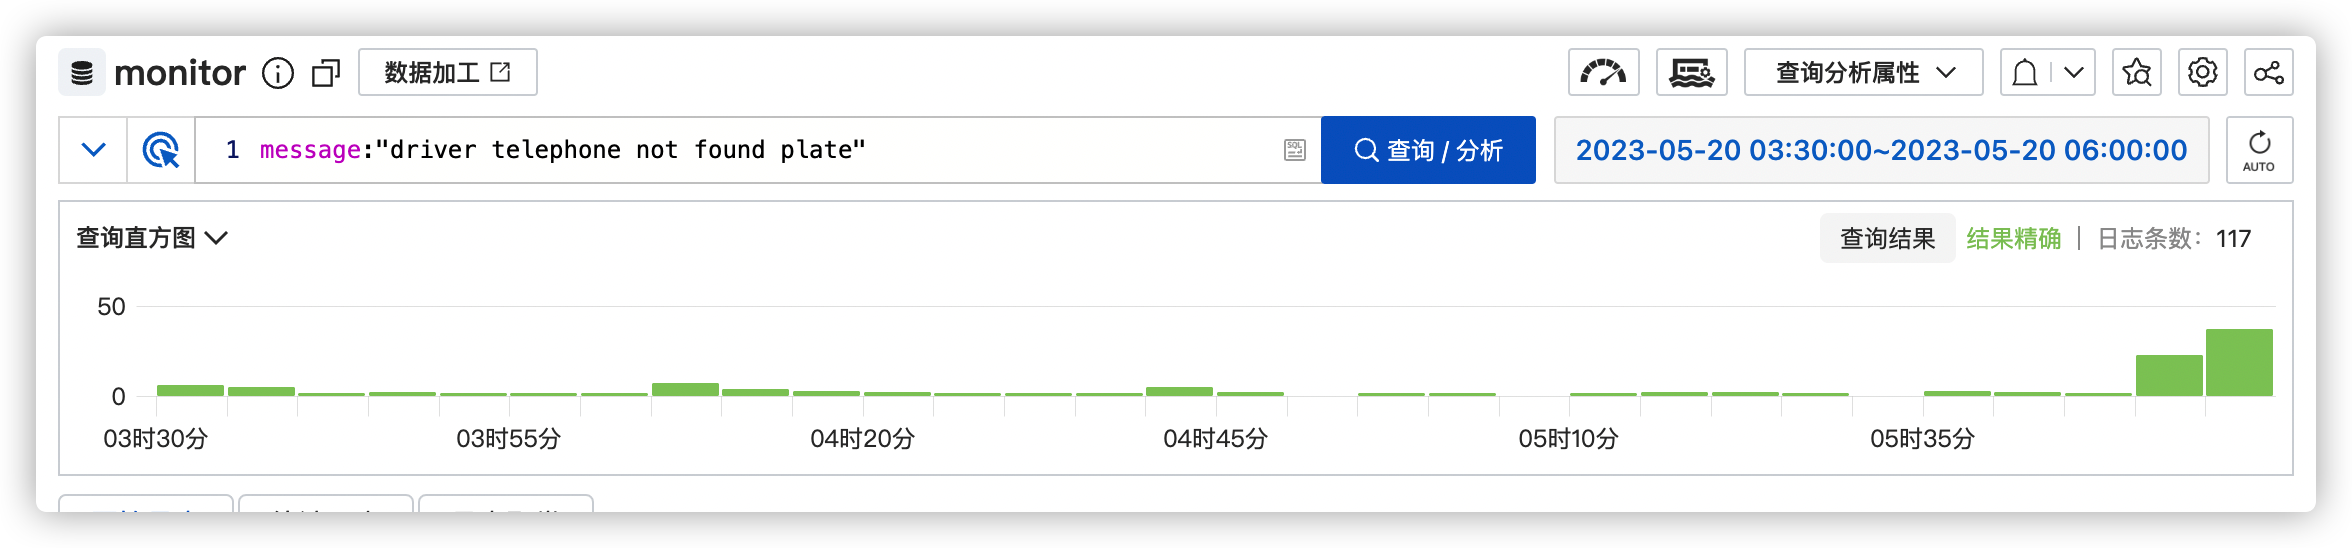 monitor 数据加工 查询分析属性
1 message:"driver telephone not found plate" SQL 查询 / 分析 2023-05-20 03:30:00~2023-05-20 06:00:00 AUTO
查询直方图 查询结果 结果精确 | 日志条数: 117
50
0
03时30分 03时55分 04时20分 04时45分 05时10分 05时35分